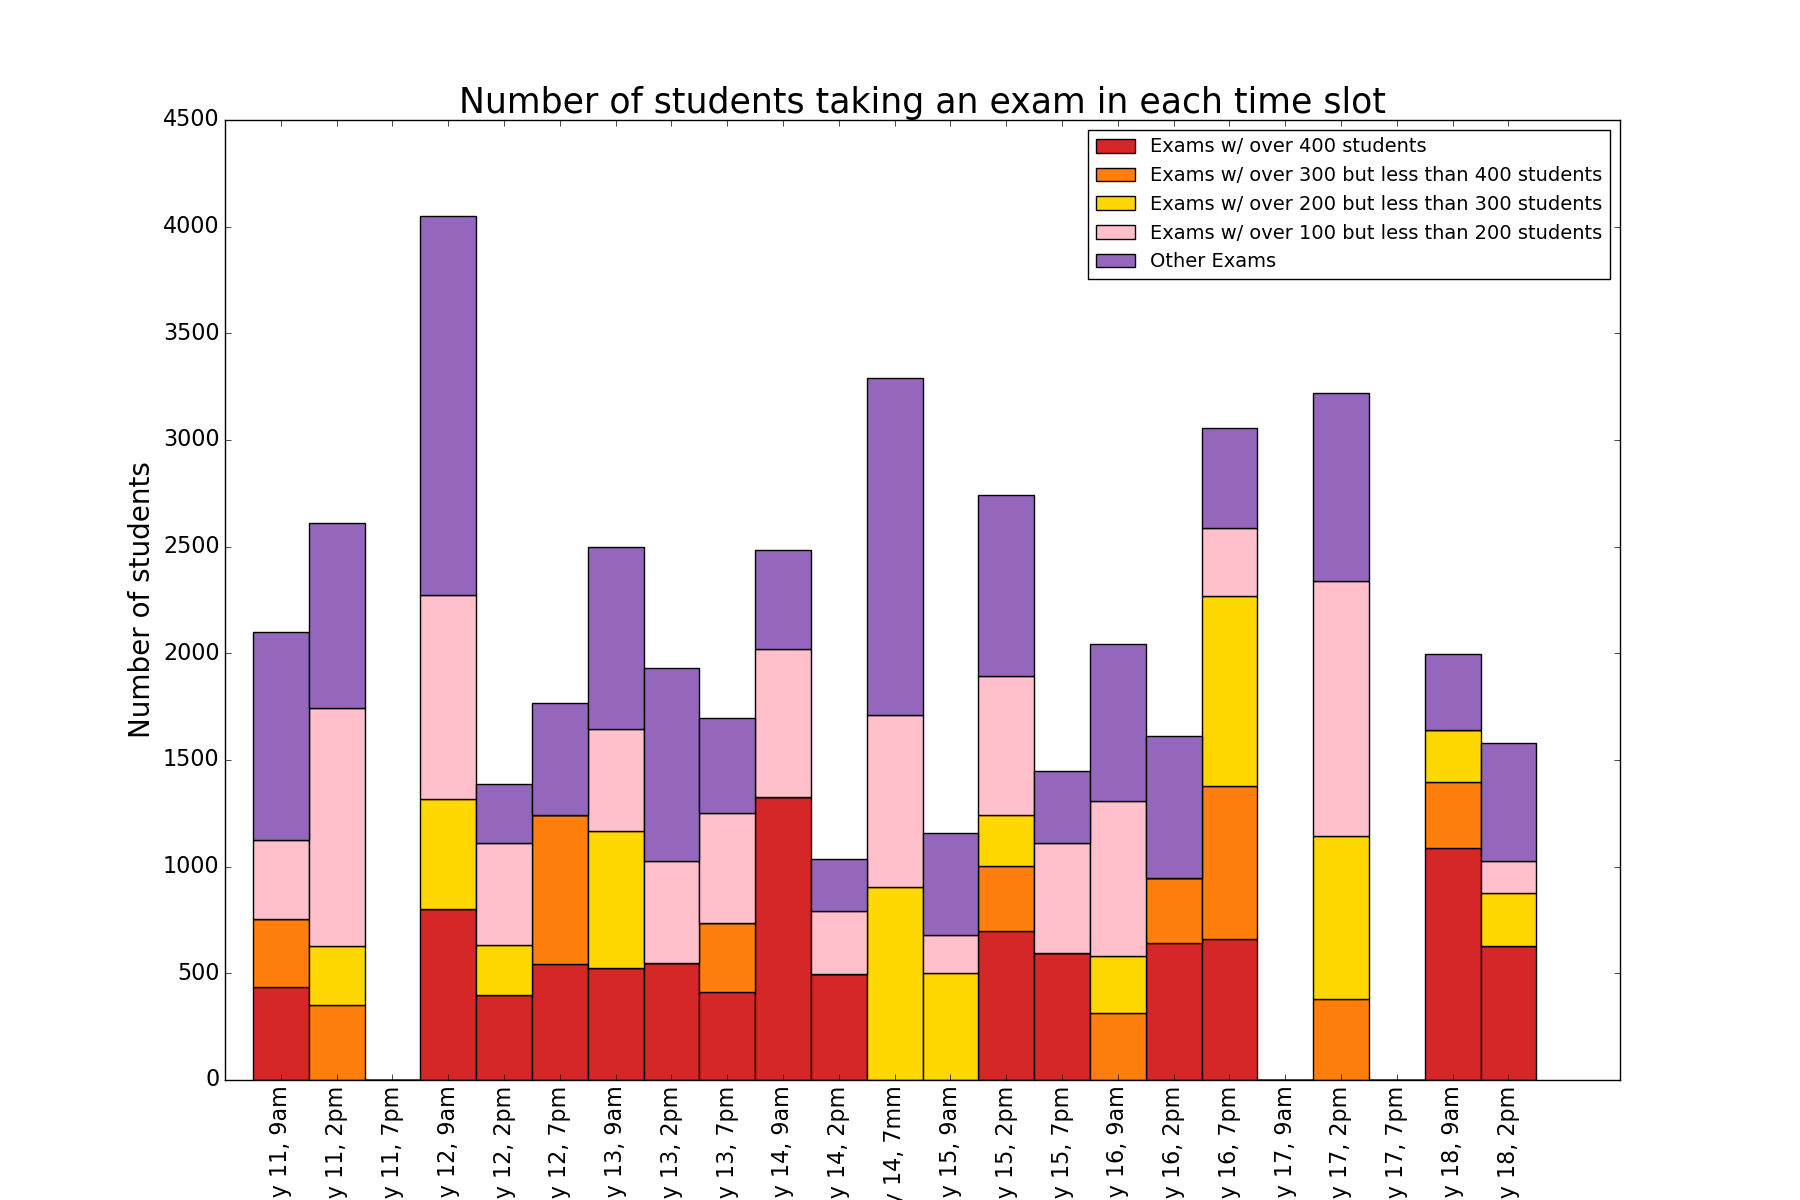 Number of students taking an exam in each time slot
4500
4000
3500
3000
2500
2000
1500
1000
500
0
Number of students
Exams w/ over 400 students
Exams w/ over 300 but less than 400 students
Exams w/ over 200 but less than 300 students
Exams w/ over 100 but less than 200 students
Other Exams
y 11, 9am
y 11, 2pm
y 11, 7pm
y 12, 9am
y 12, 2pm
y 12, 7pm
y 13, 9am
y 13, 2pm
y 13, 7pm
y 14, 9am
y 14, 2pm
y 14, 7mm
y 15, 9am
y 15, 2pm
y 15, 7pm
y 16, 9am
y 16, 2pm
y 16, 7pm
y 17, 9am
y 17, 2pm
y 17, 7pm
y 18, 9am
y 18, 2pm